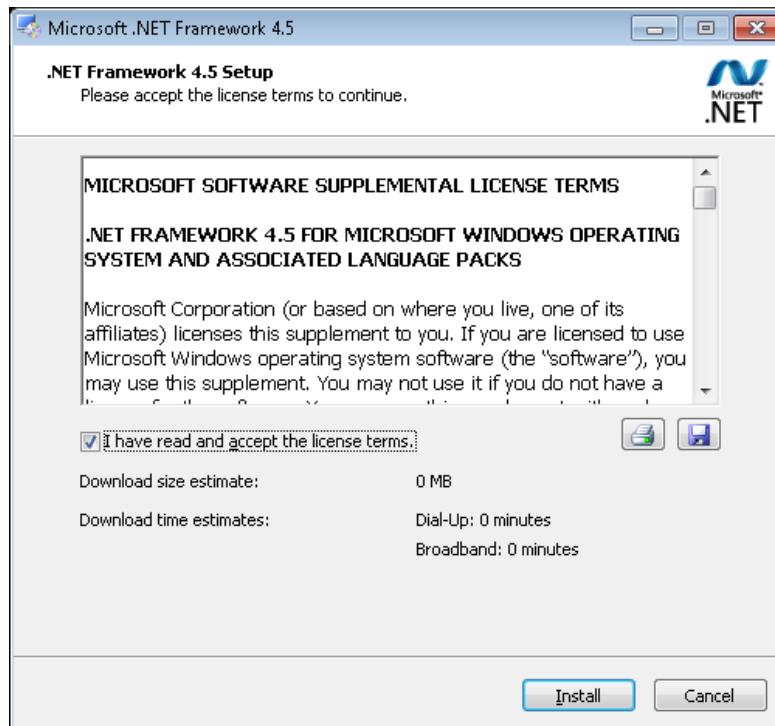 Microsoft .NET Framework 4.5
.NET Framework 4.5 Setup
Please accept the license terms to continue.
Microsoft®
.NET
MICROSOFT SOFTWARE SUPPLEMENTAL LICENSE TERMS
.NET FRAMEWORK 4.5 FOR MICROSOFT WINDOWS OPERATING
SYSTEM AND ASSOCIATED LANGUAGE PACKS
Microsoft Corporation (or based on where you live, one of its
affiliates) licenses this supplement to you. If you are licensed to use
Microsoft Windows operating system software (the "software"), you
may use this supplement. You may not use it if you do not have a
I have read and accept the license terms.
Download size estimate: 0 MB
Download time estimates: Dial-Up: 0 minutes
Broadband: 0 minutes
Install Cancel